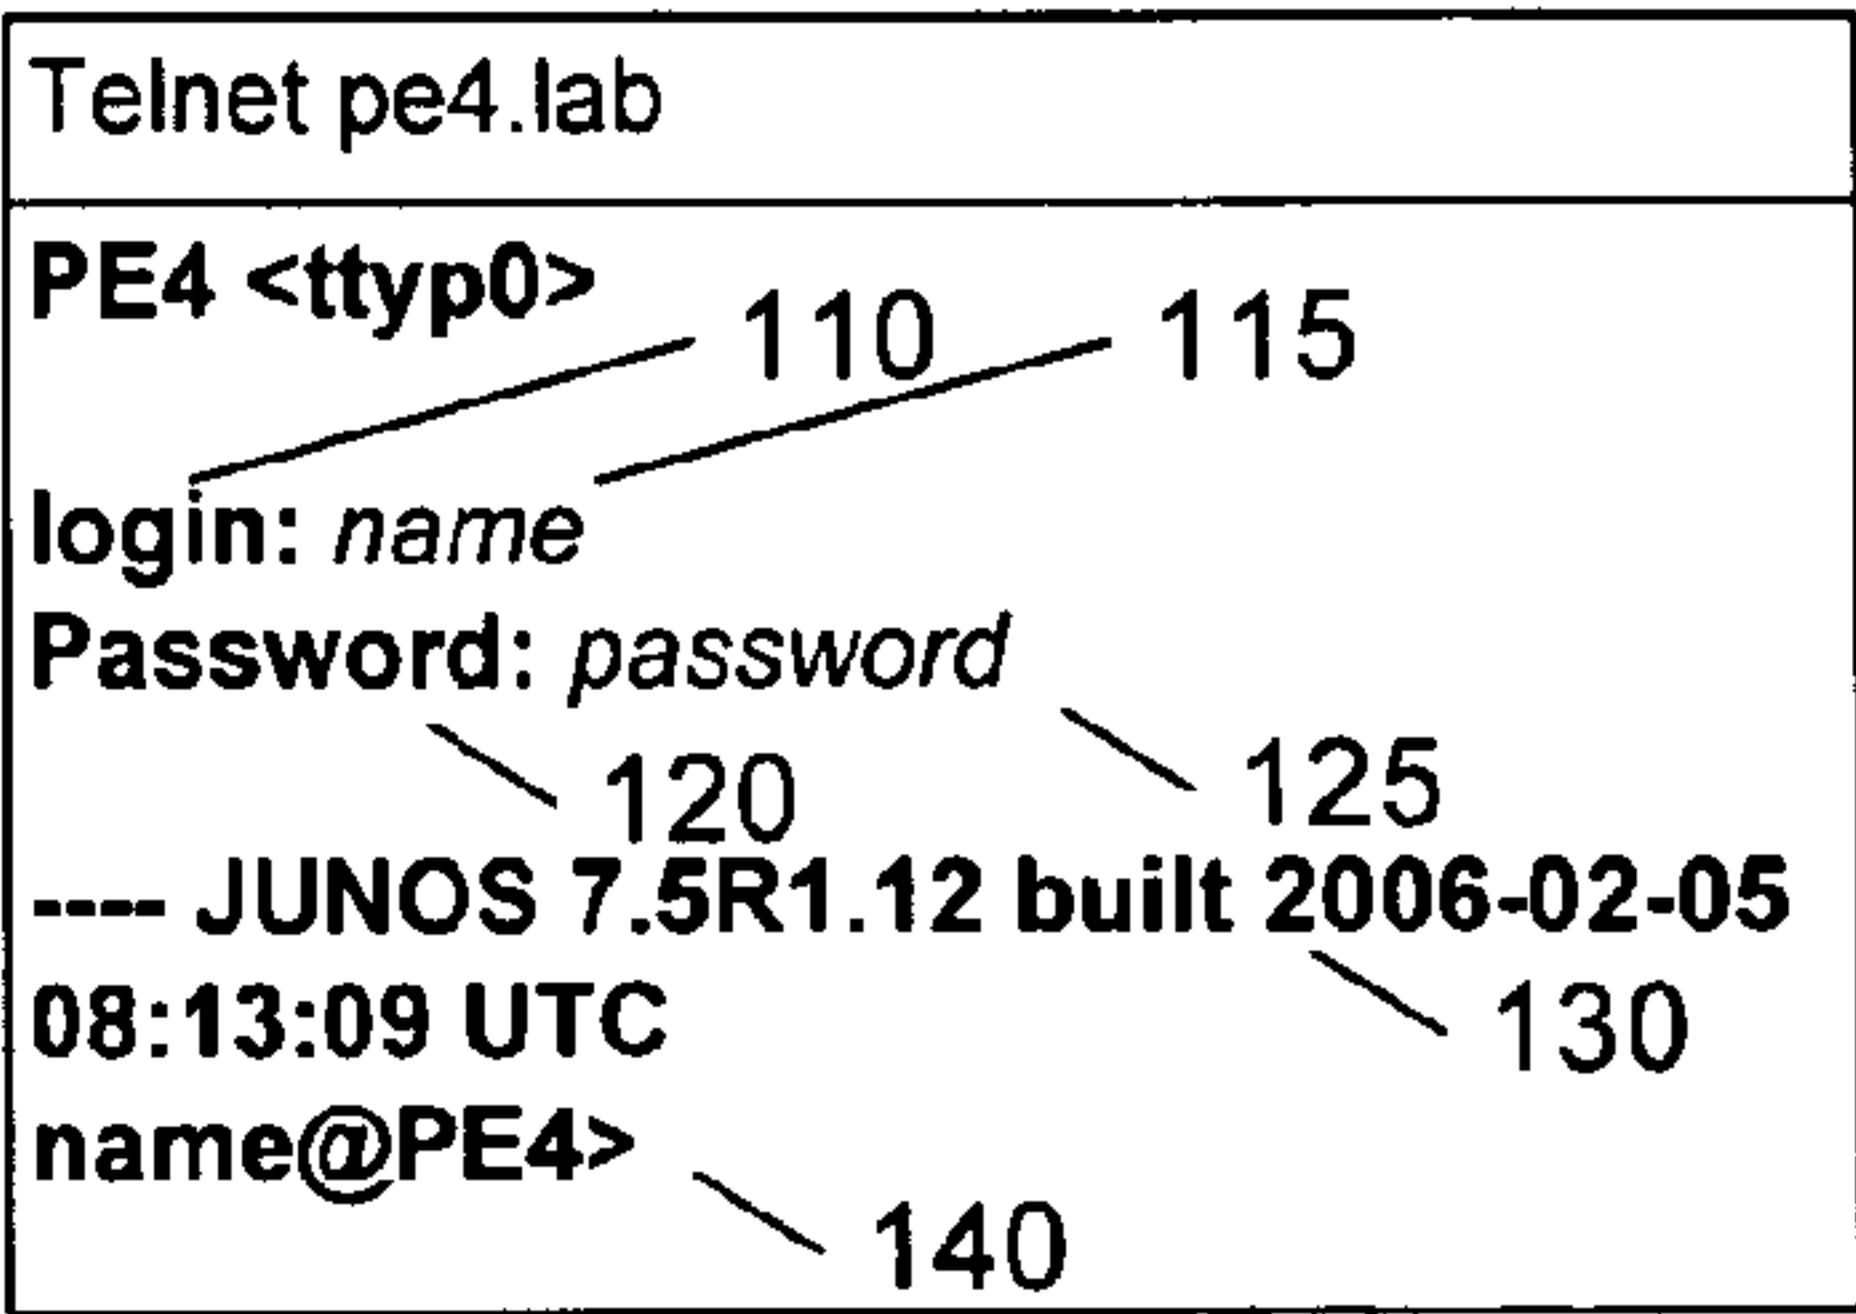 Telnet pe4.lab
PE4 <ttyp0>
110 115
login: name
Password: password
120 125
---- JUNOS 7.5R1.12 built 2006-02-05
08:13:09 UTC
130
name@PE4>
140